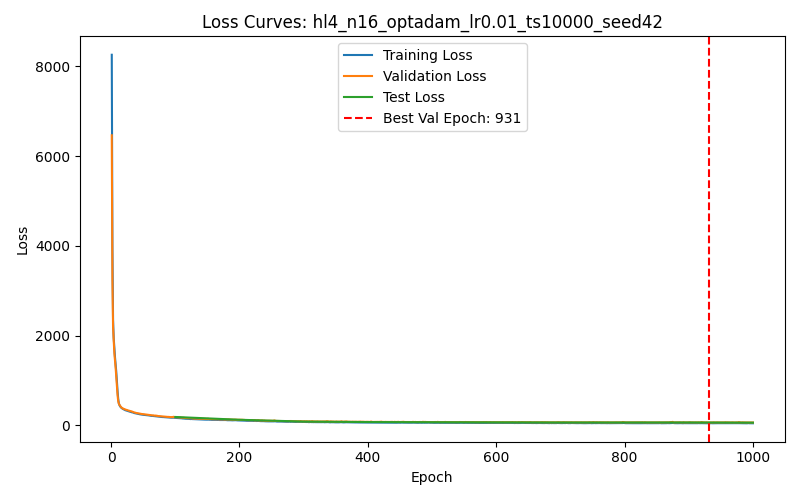 Loss Curves: hl4_n16_optadam_lr0.01_ts10000_seed42
Training Loss
Validation Loss
Test Loss
Best Val Epoch: 931
Loss
8000
6000
4000
2000
0
0 200 400 600 800 1000
Epoch